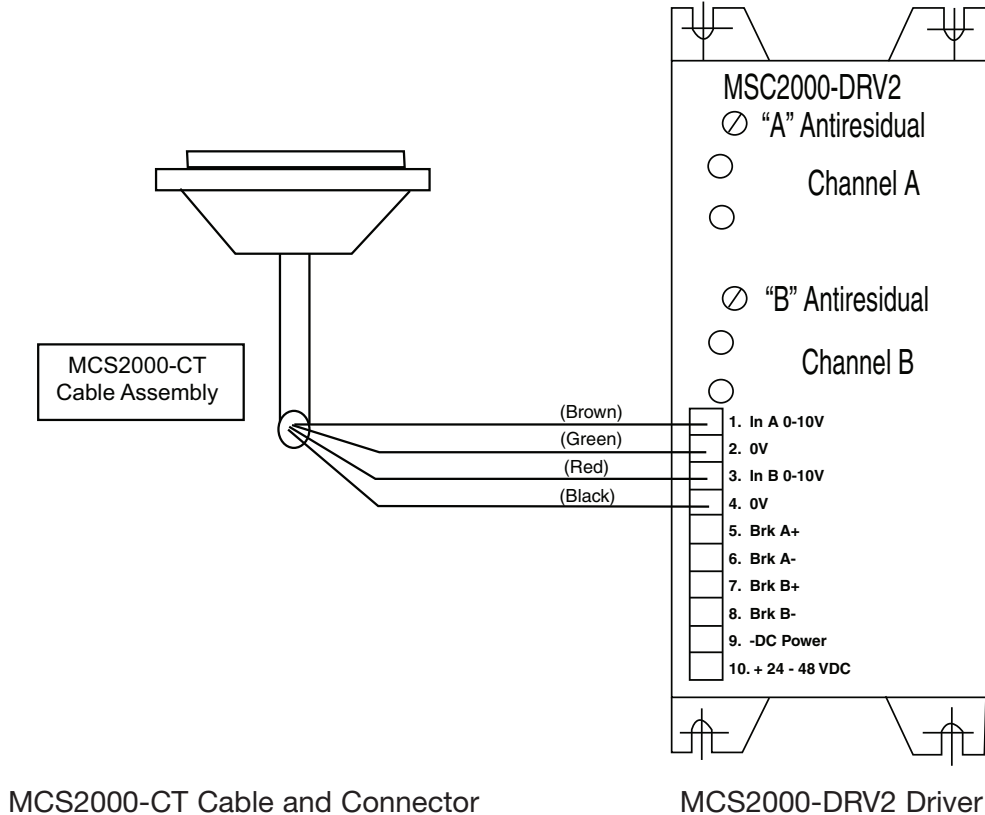 MSC2000-DRV2
“A” Antiresidual
Channel A
“B” Antiresidual
Channel B
MCS2000-CT
Cable Assembly
(Brown)
(Green)
(Red)
(Black)
1. In A 0-10V
2. 0V
3. In B 0-10V
4. 0V
5. Brk A+
6. Brk A-
7. Brk B+
8. Brk B-
9. -DC Power
10. + 24 - 48 VDC
MCS2000-CT Cable and Connector
MCS2000-DRV2 Driver